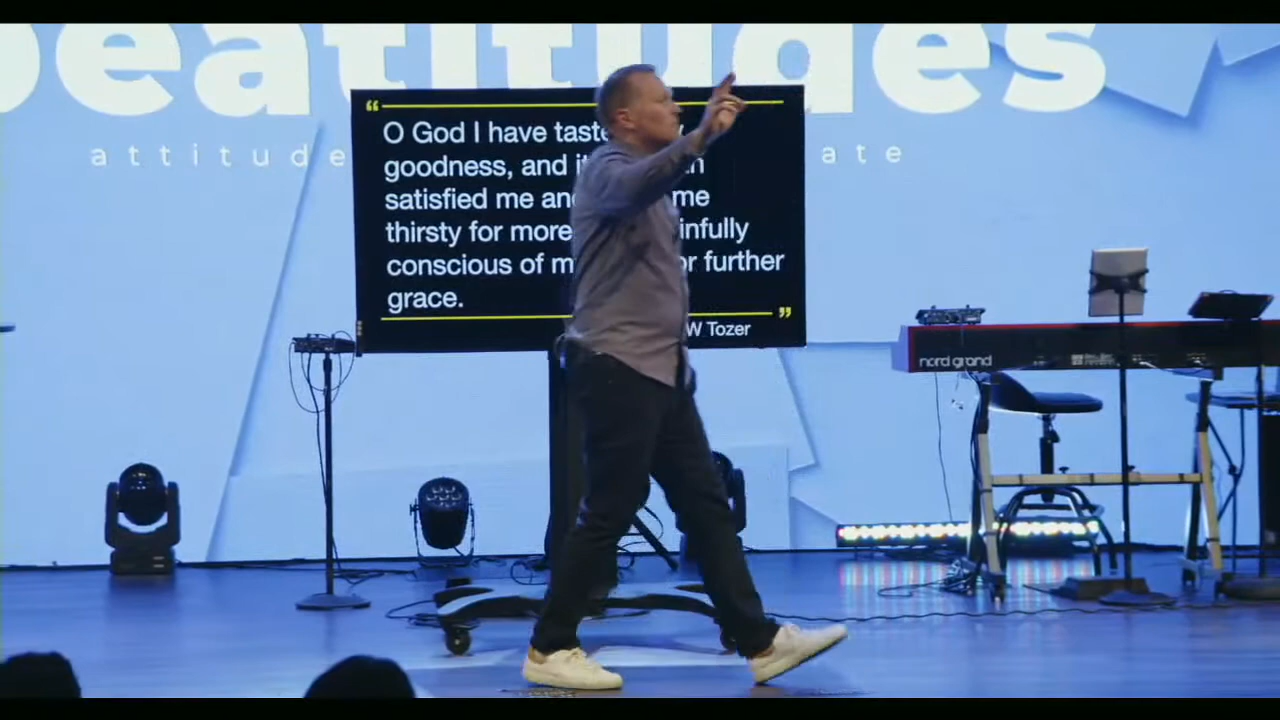 beatitudes
attitude
ate
“
O God I have taste
goodness, and it
satisfied me and me
thirsty for more infully
conscious of m or further
grace.
”
W Tozer
nord grand